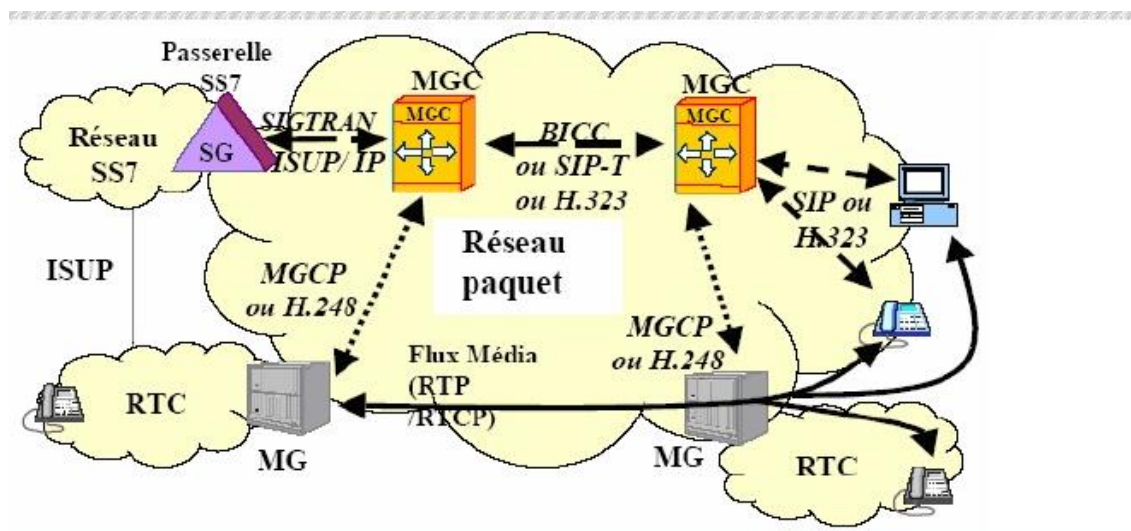 Passerelle
SS7
Réseau
SS7
SG
SIGTRAN
ISUP/ IP
MGC
MGC
BICC
ou SIP-T
ou H.323
MGC
MGC
SIP ou
H.323
ISUP
MGCP
ou H.248
Réseau
paquet
MGCP
ou H.248
Flux Média
(RTP
/RTCP)
RTC
MG
MG
RTC